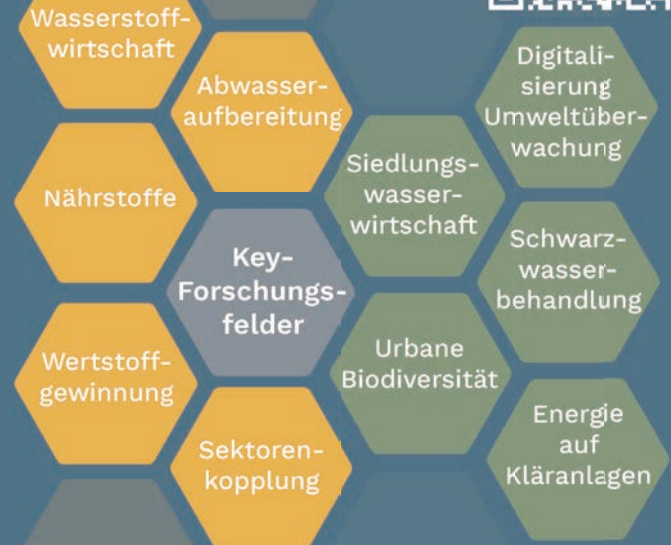 Wasserstoff-
wirtschaft
Abwasser-
aufbereitung
Nährstoffe
Key-
Forschungs-
felder
Wertstoff-
gewinnung
Sektoren-
kopplung
Digitali-
sierung
Umweltüber-
wachung
Siedlungs-
wasser-
wirtschaft
Schwarz-
wasser-
behandlung
Urbane
Biodiversität
Energie
auf
Kläranlagen